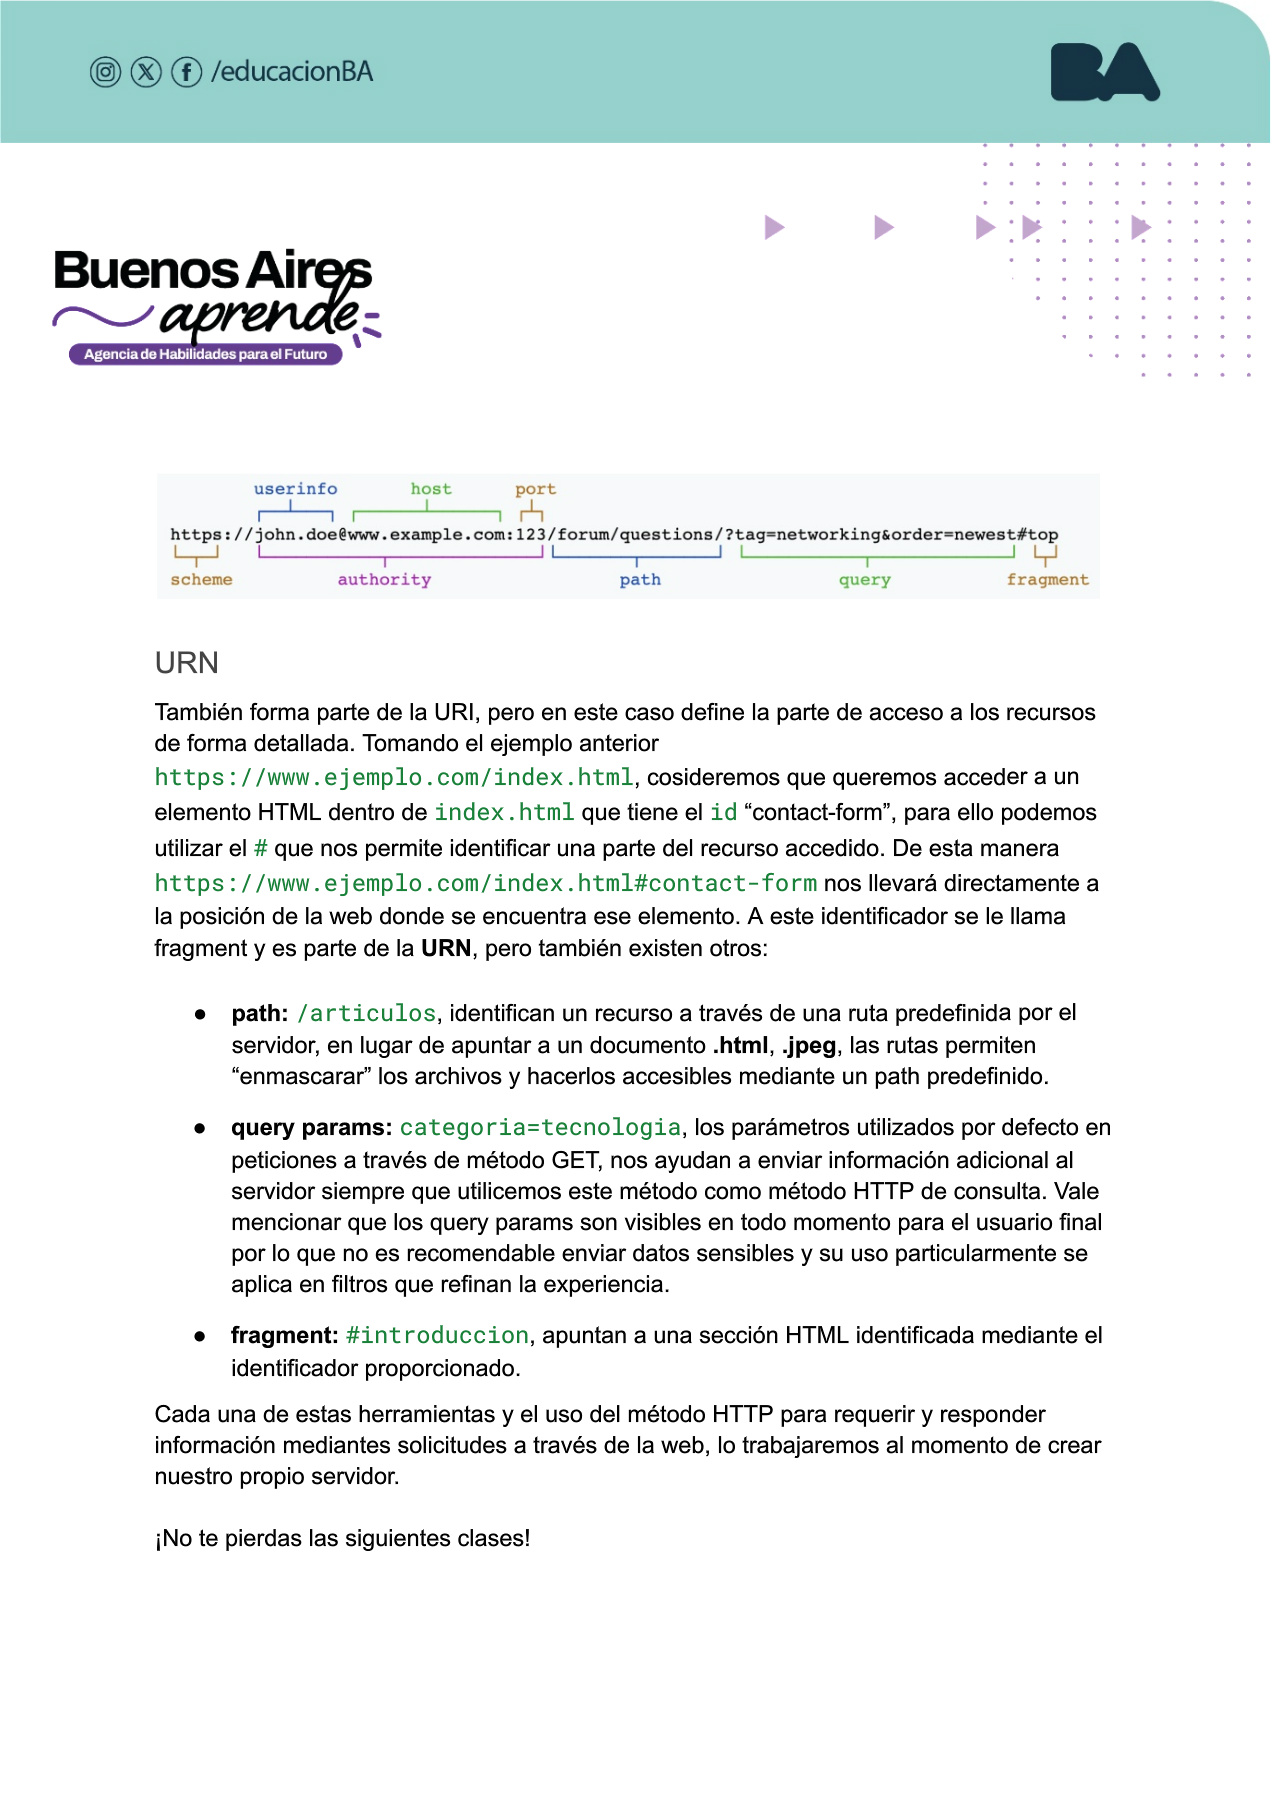 /educacionBA
BA
Buenos Aires
aprende
Agencia de Habilidades para el Futuro
userinfo host port
https://john.doe@www.example.com:123/forum/questions/?tag=networking&order=newest#top
scheme authority path query fragment
URN
También forma parte de la URI, pero en este caso define la parte de acceso a los recursos
de forma detallada. Tomando el ejemplo anterior
https://www.ejemplo.com/index.html, cosideremos que queremos acceder a un
elemento HTML dentro de index.html que tiene el id “contact-form”, para ello podemos
utilizar el # que nos permite identificar una parte del recurso accedido. De esta manera
https://www.ejemplo.com/index.html#contact-form nos llevará directamente a
la posición de la web donde se encuentra ese elemento. A este identificador se le llama
fragment y es parte de la URN, pero también existen otros:
● path: /articulos, identifican un recurso a través de una ruta predefinida por el
servidor, en lugar de apuntar a un documento .html, .jpeg, las rutas permiten
“enmascarar” los archivos y hacerlos accesibles mediante un path predefinido.
● query params: categoria=tecnologia, los parámetros utilizados por defecto en
peticiones a través de método GET, nos ayudan a enviar información adicional al
servidor siempre que utilicemos este método como método HTTP de consulta. Vale
mencionar que los query params son visibles en todo momento para el usuario final
por lo que no es recomendable enviar datos sensibles y su uso particularmente se
aplica en filtros que refinan la experiencia.
● fragment: #introduccion, apuntan a una sección HTML identificada mediante el
identificador proporcionado.
Cada una de estas herramientas y el uso del método HTTP para requerir y responder
información mediantes solicitudes a través de la web, lo trabajaremos al momento de crear
nuestro propio servidor.
¡No te pierdas las siguientes clases!